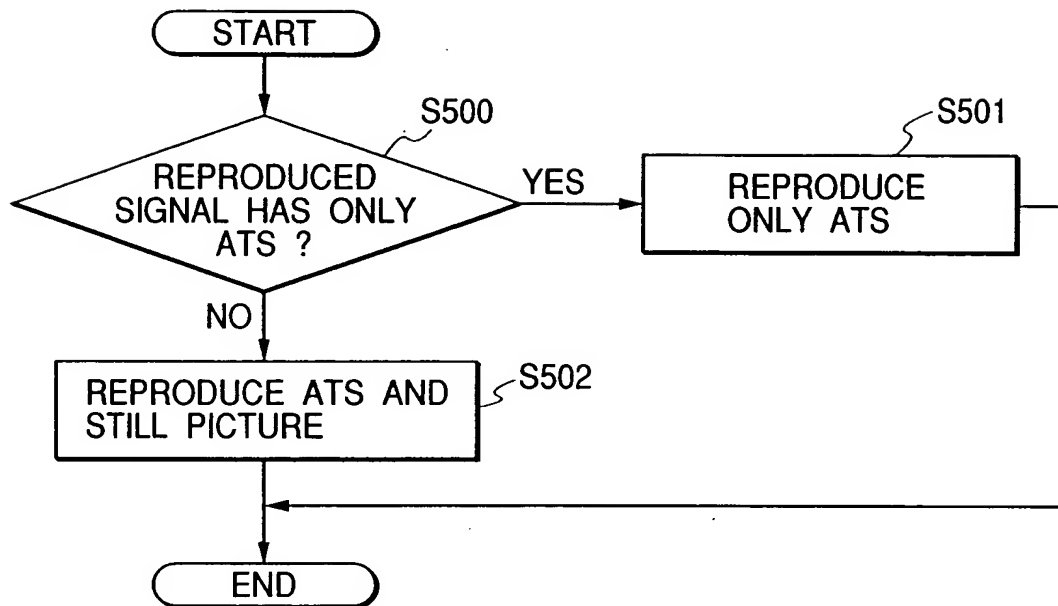 START
S500
REPRODUCED
SIGNAL HAS ONLY
ATS ?
YES
S501
REPRODUCE
ONLY ATS
NO
S502
REPRODUCE ATS AND
STILL PICTURE
END